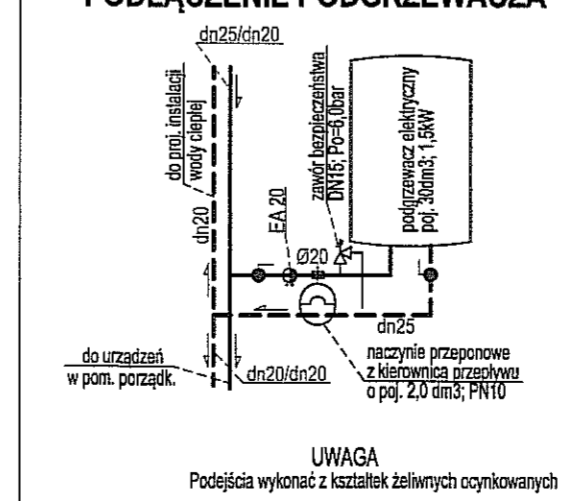 PODŁĄCZENIE PODGRZEWACZA
dn25/dn20
do proj. instalacji
wody ciepłej
dn20
EA 20
zawór bezpieczeństwa
DN15; Po=6,0bar
podgrzewacz elektryczny
poj. 30dm3; 1,5kW
Ø20
dn25
do urządzeń
w pom. porządk.
dn20/dn20
naczynie przeponowe
z kierownicą przepływu
o poj. 2,0 dm3; PN10
UWAGA
Podejścia wykonać z kształtek żeliwnych ocynkowanych